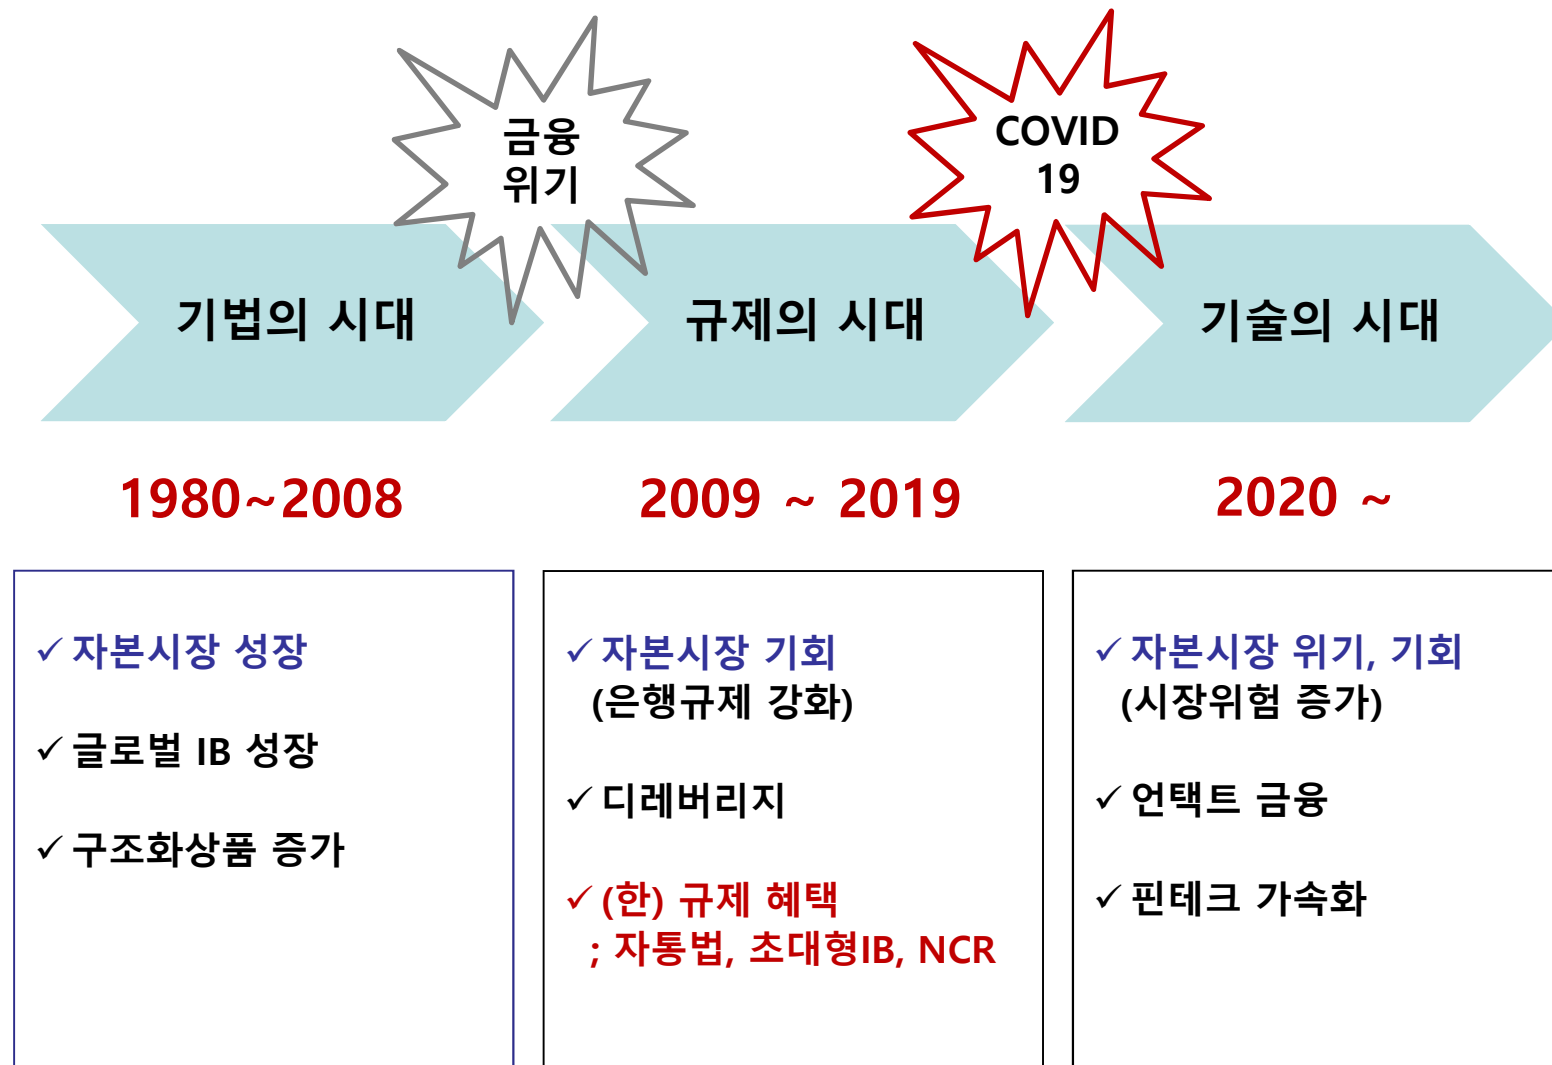 금융
위기
COVID
19
기법의 시대
규제의 시대
기술의 시대
1980~2008
2009 ~ 2019
2020 ~
✓ 자본시장 성장
✓ 글로벌 IB 성장
✓ 구조화상품 증가
✓ 자본시장 기회
(은행규제 강화)
✓ 디레버리지
✓ (한) 규제 혜택
; 자통법, 초대형IB, NCR
✓ 자본시장 위기, 기회
(시장위험 증가)
✓ 언택트 금융
✓ 핀테크 가속화